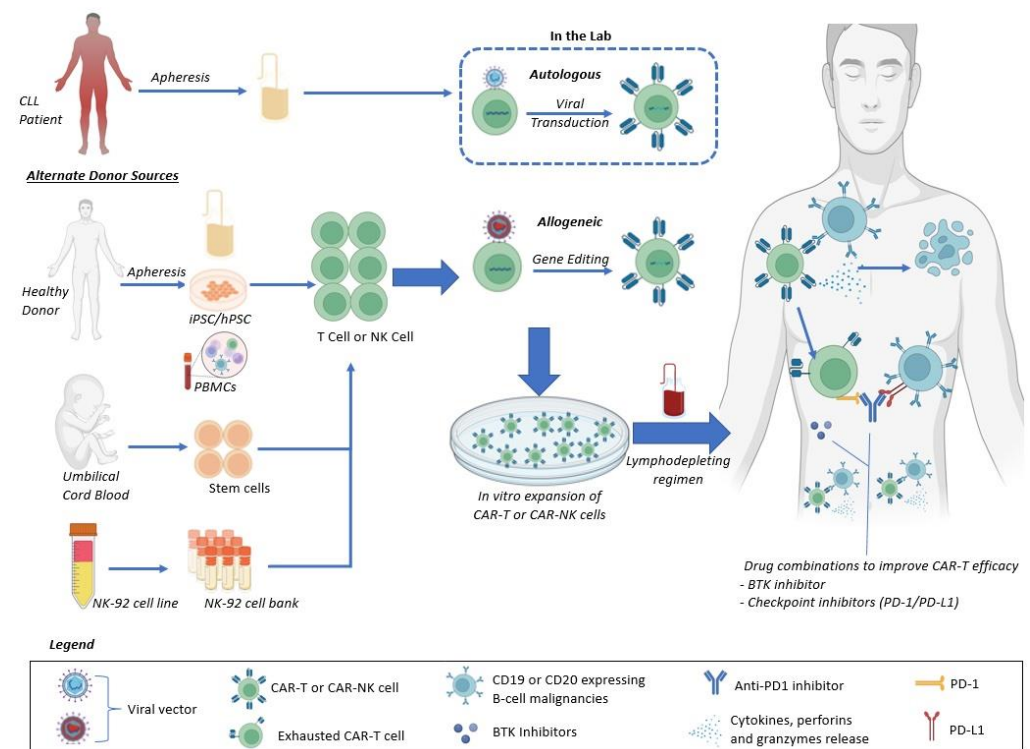 In the Lab
Apheresis
Autologous
CLL
Patient
Viral
Transduction
Alternate Donor Sources
Allogeneic
Apheresis
Gene Editing
Healthy
Donor
iPSC/hPSC
T Cell or NK Cell
PBMCs
Umbilical
Cord Blood
Stem cells
In vitro expansion of
CAR-T or CAR-NK cells
Lymphodepleting
regimen
NK-92 cell line
NK-92 cell bank
Drug combinations to improve CAR-T efficacy
- BTK inhibitor
- Checkpoint inhibitors (PD-1/PD-L1)
Legend
Viral vector
CAR-T or CAR-NK cell
Exhausted CAR-T cell
CD19 or CD20 expressing
B-cell malignancies
BTK Inhibitors
Anti-PD1 inhibitor
Cytokines, perforins
and granzymes release
PD-1
PD-L1